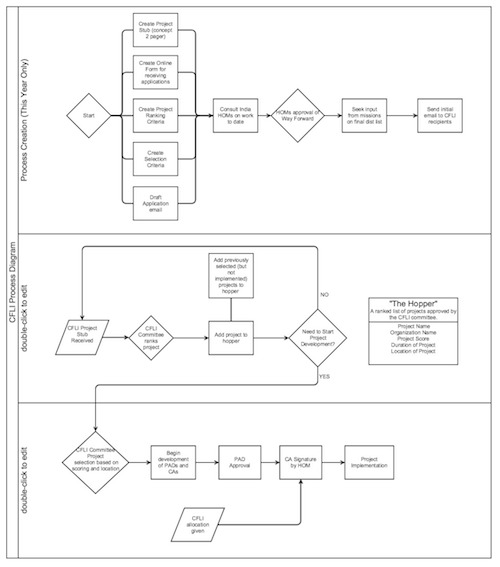 CFLI Process Diagram
Process Creation (This Year Only)
Start
Create Project
Stub (concept
2 pager)
Create Online
Form for
receiving
applications
Create Project
Ranking
Criteria
Create
Selection
Criteria
Draft
Application
email
Consult India
HOMs on work
to date
HOMs approval of
Way Forward
Seek input
from missions
on final dist list
Send initial
email to CFLI
recipients
double-click to edit
CFLI Project
Stub
Received
CFLI
Committee
ranks
project
Add previously
selected (but
not
implemented)
projects to
hopper
Add project to
hopper
Need to Start
Project
Development?
NO
YES
"The Hopper"
A ranked list of projects approved by
the CFLI committee.
Project Name
Organization Name
Project Score
Duration of Project
Location of Project
double-click to edit
CFLI Committee
Project
selection based on
scoring and location
Begin
development
of PADs and
CAs
PAD
Approval
CA Signature
by HOM
Project
Implementation
CFLI
allocation
given